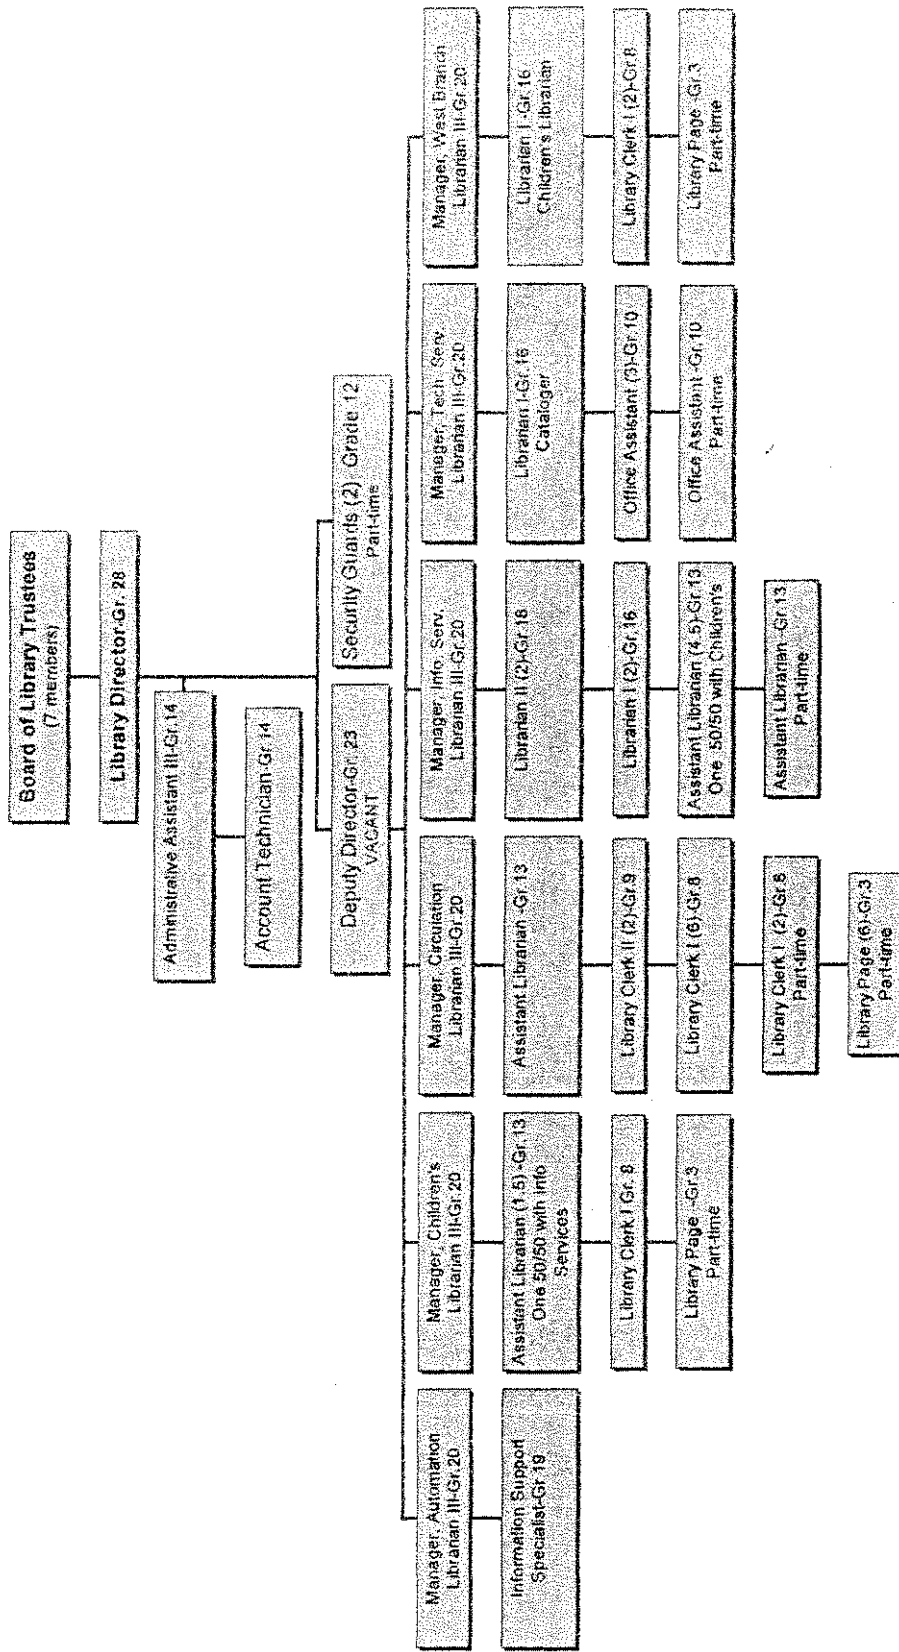 Board of Library Trustees
(7 members)
Library Director-Gr. 28
Administrative Assistant III-Gr.14
Account Technician-Gr.14
Deputy Director-Gr. 23
VACANT
Security Guards (2) Grade 12
Part-time
Manager, Automation
Librarian III-Gr.20
Information Support
Specialist-Gr.19
Manager, Children's
Librarian III-Gr.20
Assistant Librarian (1.5) -Gr.13
One 50/50 with Info
Services
Library Clerk I Gr. 8
Library Page -Gr.3
Part-time
Manager, Circulation
Librarian III-Gr.20
Assistant Librarian -Gr.13
Library Clerk II (2)-Gr.9
Library Clerk I (6)-Gr.8
Library Clerk I (2)-Gr.8
Part-time
Library Page (6)-Gr.3
Part-time
Manager, Info. Serv.
Librarian III-Gr.20
Librarian II (2)-Gr.18
Librarian I (2)-Gr.16
Assistant Librarian (4.5)-Gr.13
One 50/50 with Children's
Assistant Librarian -Gr.13
Part-time
Manager, Tech. Serv.
Librarian III-Gr.20
Librarian I-Gr.16
Cataloger
Office Assistant (3)-Gr.10
Office Assistant -Gr.10
Part-time
Manager, West Branch
Librarian III-Gr.20
Librarian I -Gr.16
Children's Librarian
Library Clerk I (2)-Gr.8
Library Page -Gr.3
Part-time